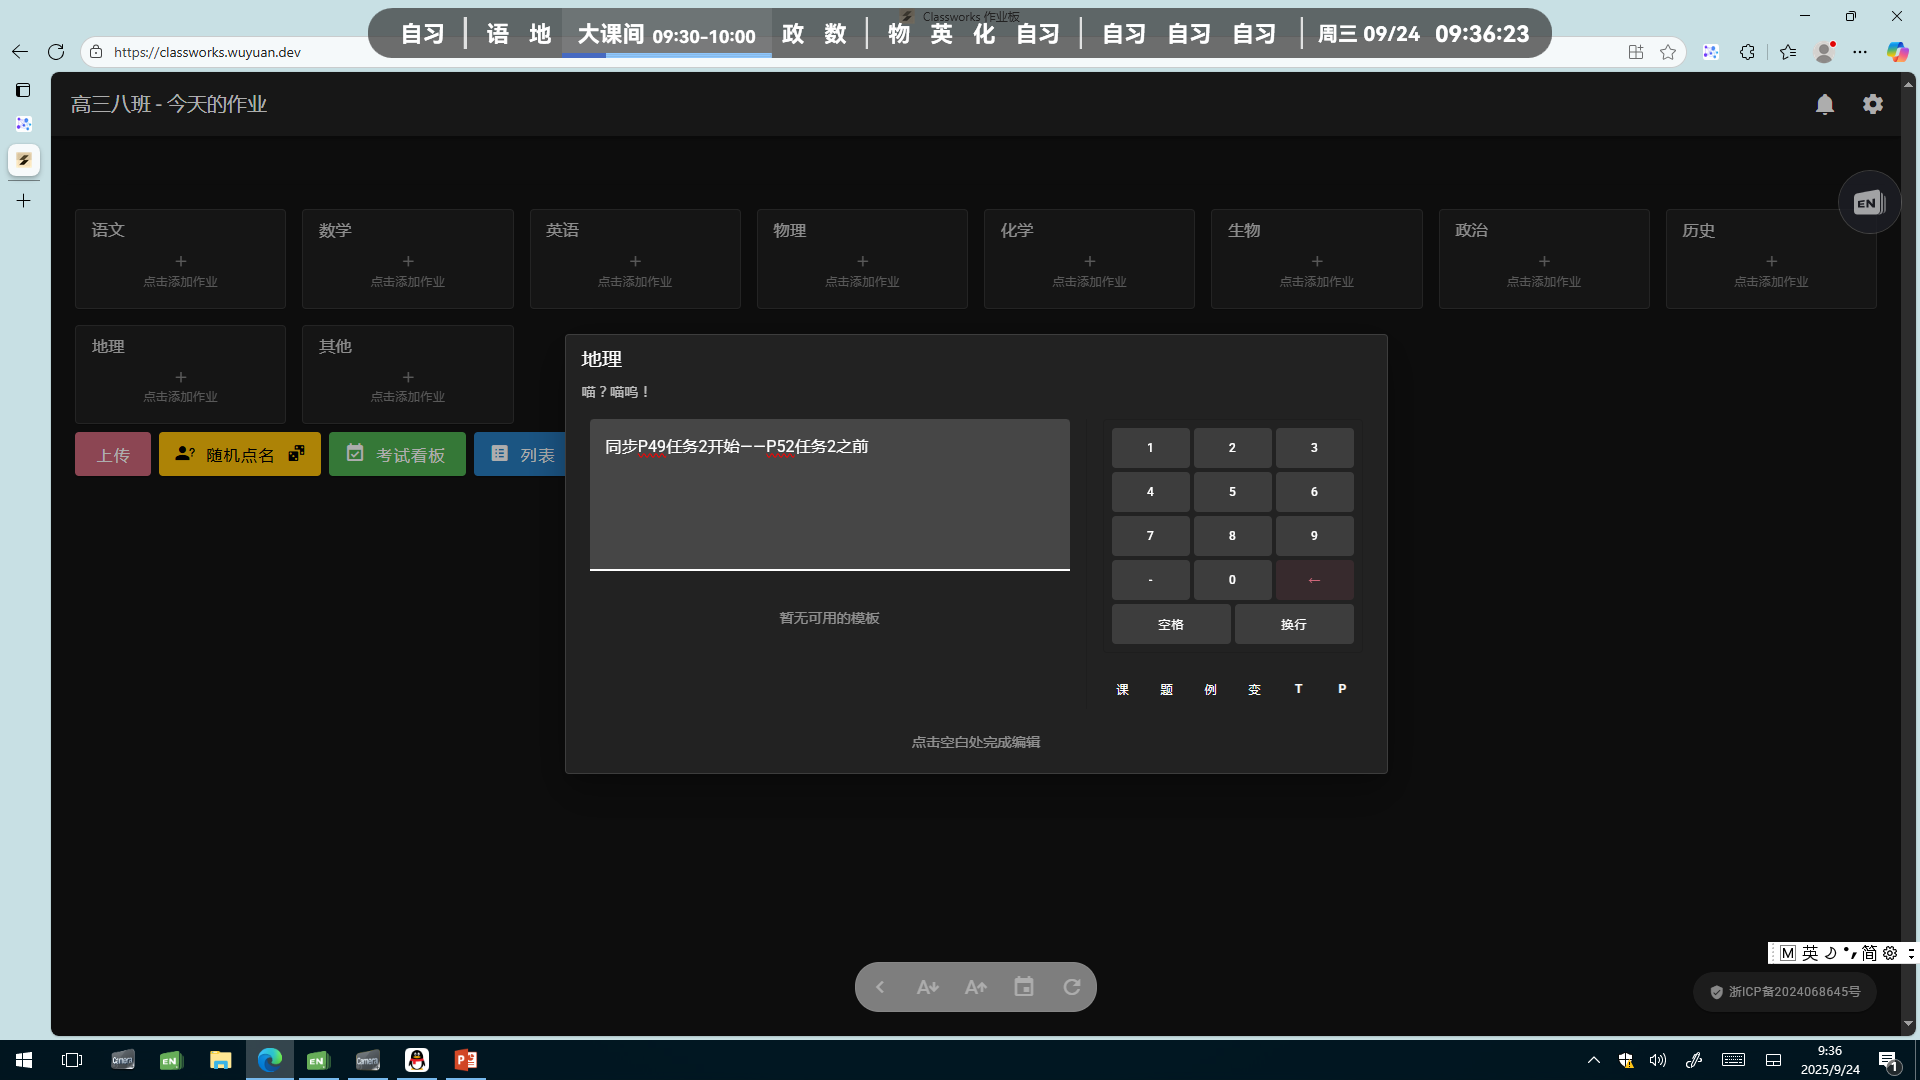 Classworks 作业板
自习 语 地 大课间 09:30-10:00 政 数 物 英 化 自习 自习 自习 自习 周三 09/24 09:36:23
https://classworks.wuyuan.dev
高三八班 - 今天的作业
EN
语文 数学 英语 物理 化学 生物 政治 历史
+ + + + + + + +
点击添加作业 点击添加作业 点击添加作业 点击添加作业 点击添加作业 点击添加作业 点击添加作业 点击添加作业
地理 其他
+ +
点击添加作业 点击添加作业
上传 随机点名 考试看板 列表
地理
喵？喵呜！
同步P49任务2开始——P52任务2之前
暂无可用的模板
1 2 3
4 5 6
7 8 9
- 0 ←
空格 换行
课 题 例 变 T P
点击空白处完成编辑
M 英 简
浙ICP备2024068645号
Camera EN EN Camera P
9:36
2025/9/24
1